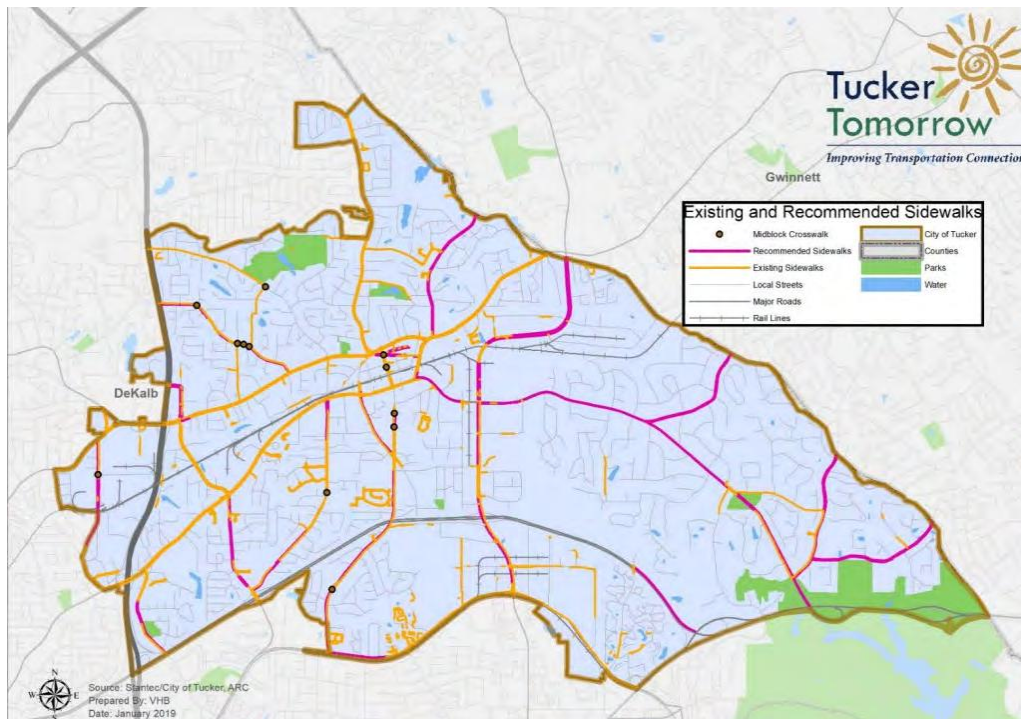 Tucker
Tomorrow
Improving Transportation Connection
Gwinnett
Existing and Recommended Sidewalks
Midblock Crosswalk
Recommended Sidewalks
Existing Sidewalks
Local Streets
Major Roads
Rail Lines
City of Tucker
Counties
Parks
Water
DeKalb
N
W E
S
Source: Stantec/City of Tucker, ARC
Prepared By: VHB
Date: January 2019